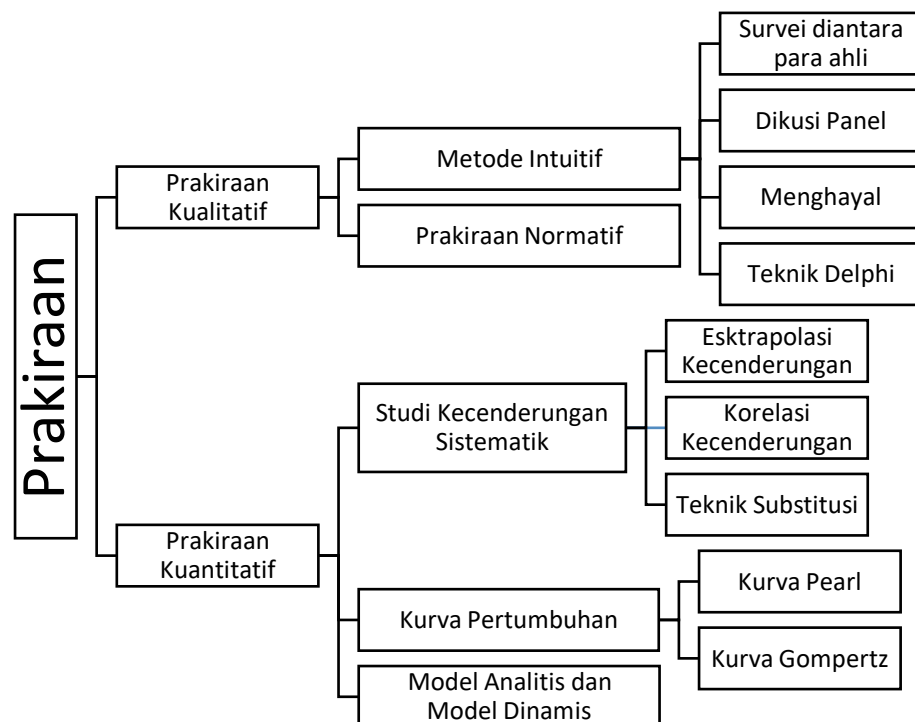 Prakiraan
Prakiraan
Kualitatif
Metode Intuitif
Survei diantara
para ahli
Dikusi Panel
Menghayal
Teknik Delphi
Prakiraan Normatif
Prakiraan
Kuantitatif
Studi Kecenderungan
Sistematik
Esktrapolasi
Kecenderungan
Korelasi
Kecenderungan
Teknik Substitusi
Kurva Pertumbuhan
Kurva Pearl
Kurva Gompertz
Model Analitis dan
Model Dinamis